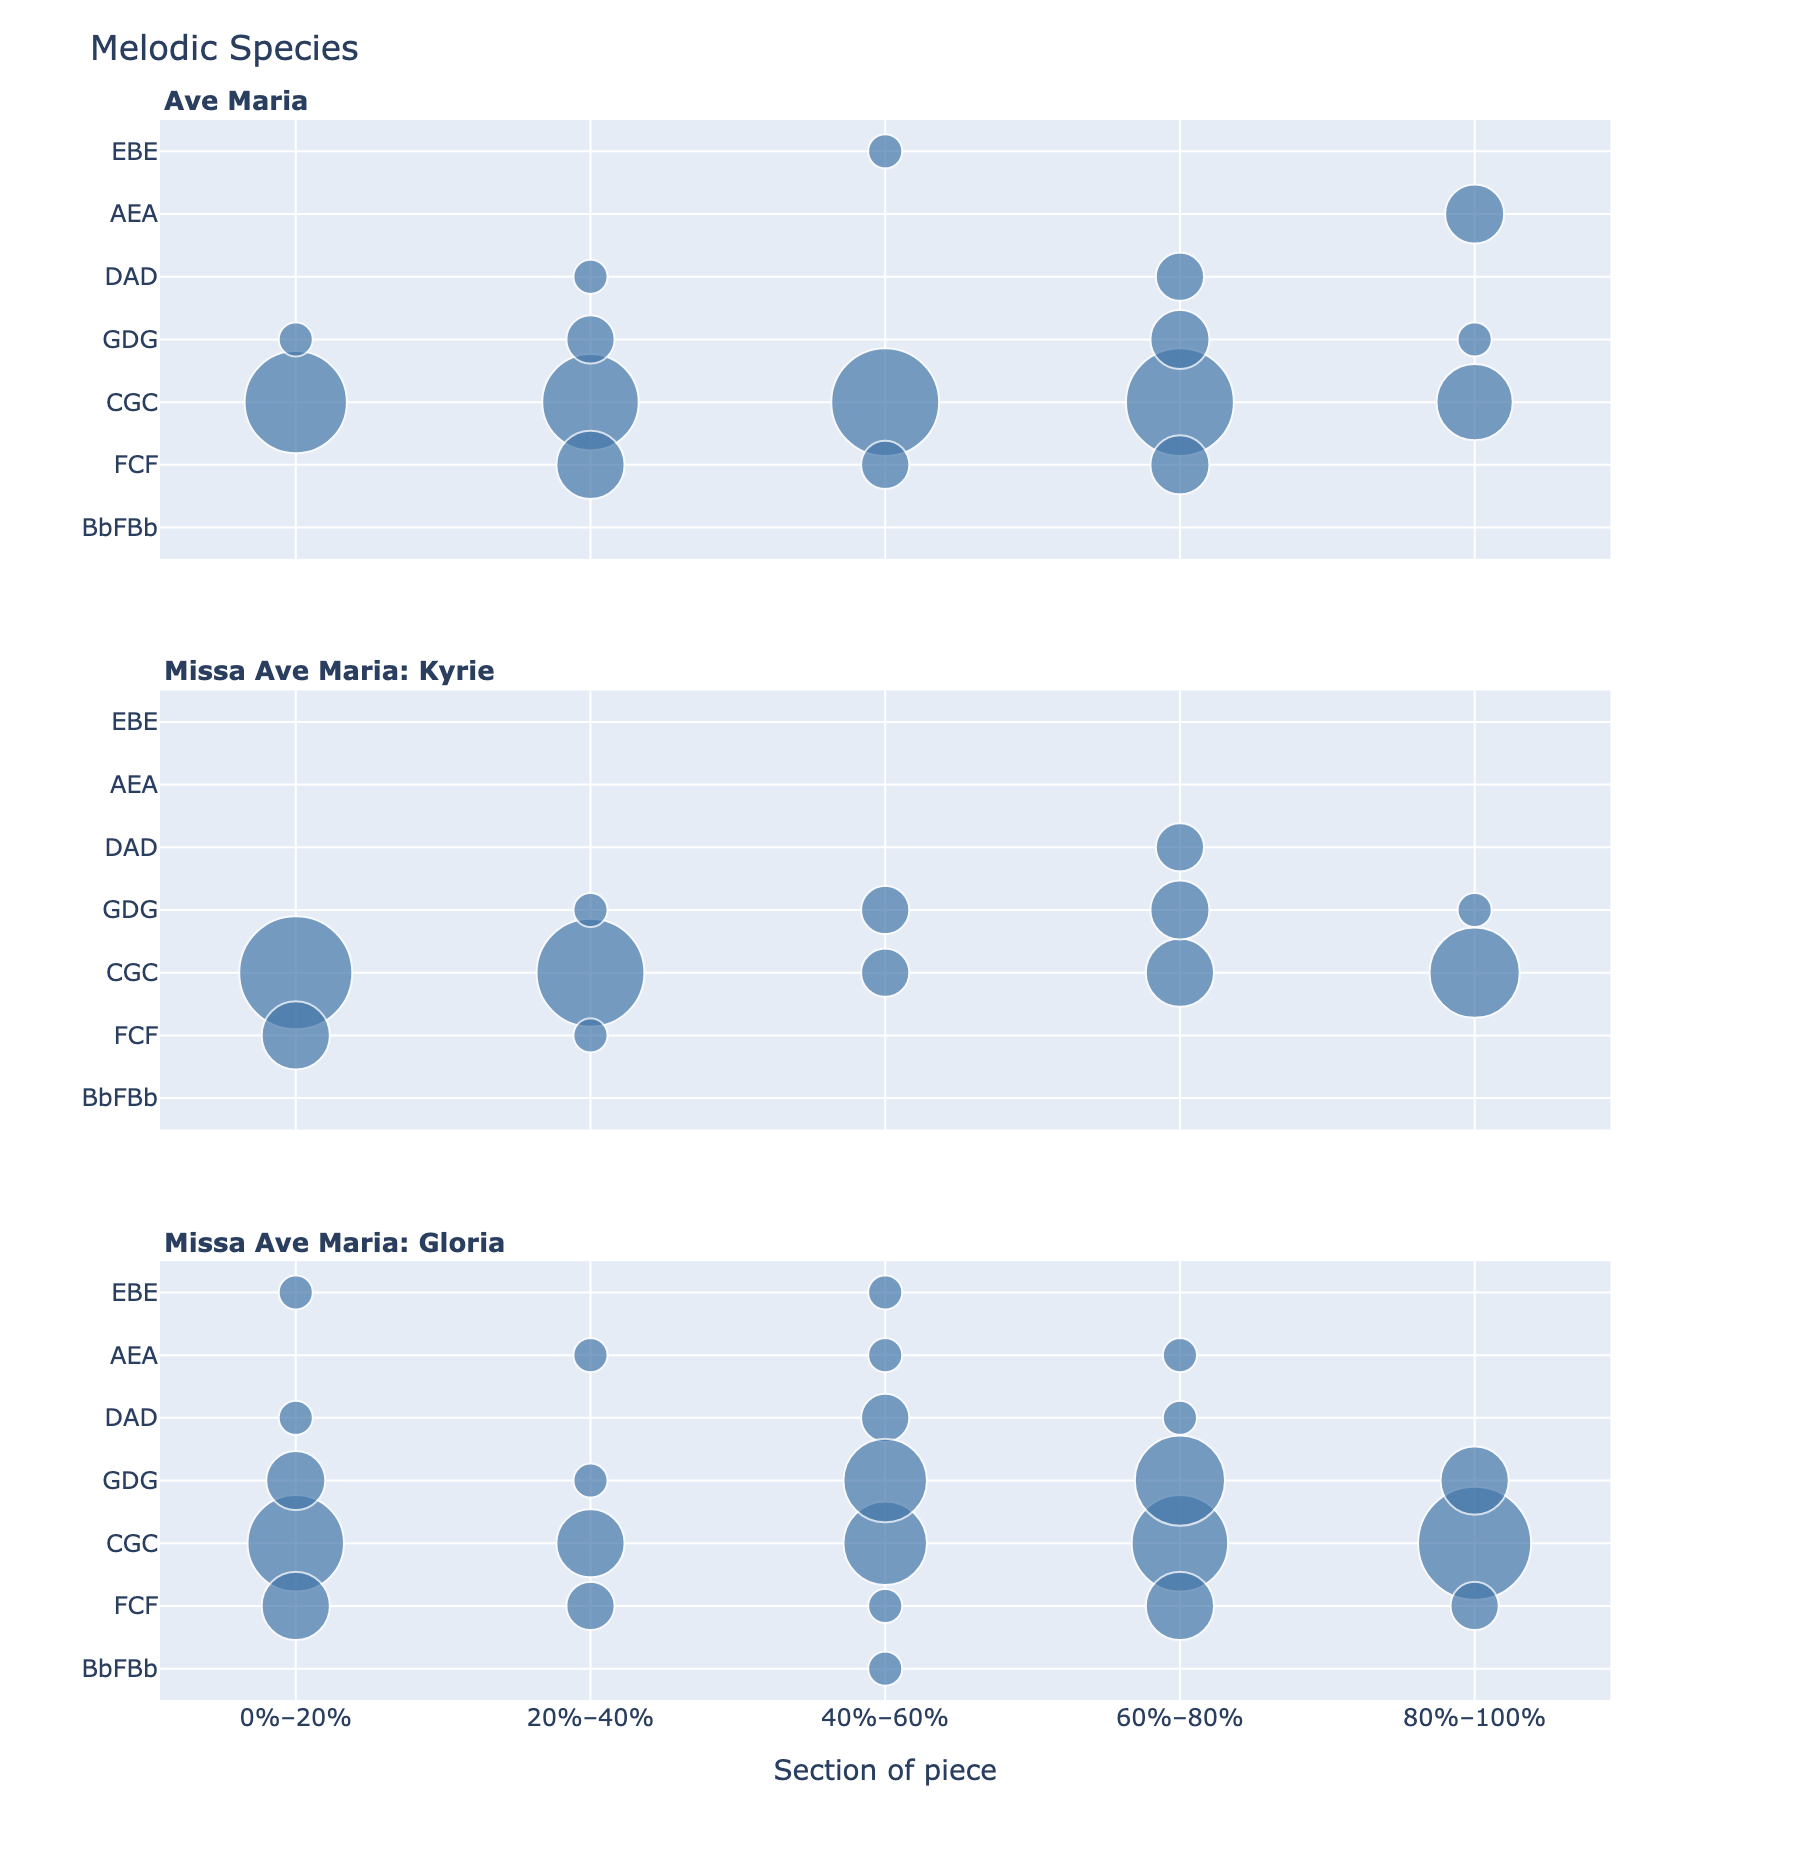 Melodic Species
Ave Maria
EBE
AEA
DAD
GDG
CGC
FCF
BbFBb
Missa Ave Maria: Kyrie
EBE
AEA
DAD
GDG
CGC
FCF
BbFBb
Missa Ave Maria: Gloria
EBE
AEA
DAD
GDG
CGC
FCF
BbFBb
0%–20% 20%–40% 40%–60% 60%–80% 80%–100%
Section of piece